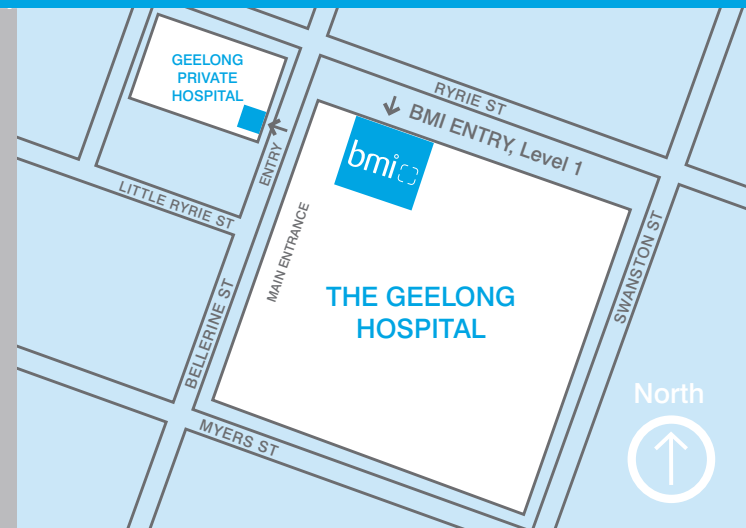 GEELONG
PRIVATE
HOSPITAL
RYRIE ST
BMI ENTRY, Level 1
bmi
ENTRY
LITTLE RYRIE ST
MAIN ENTRANCE
SWANSTON ST
THE GEELONG
HOSPITAL
BELLERINE ST
MYERS ST
North